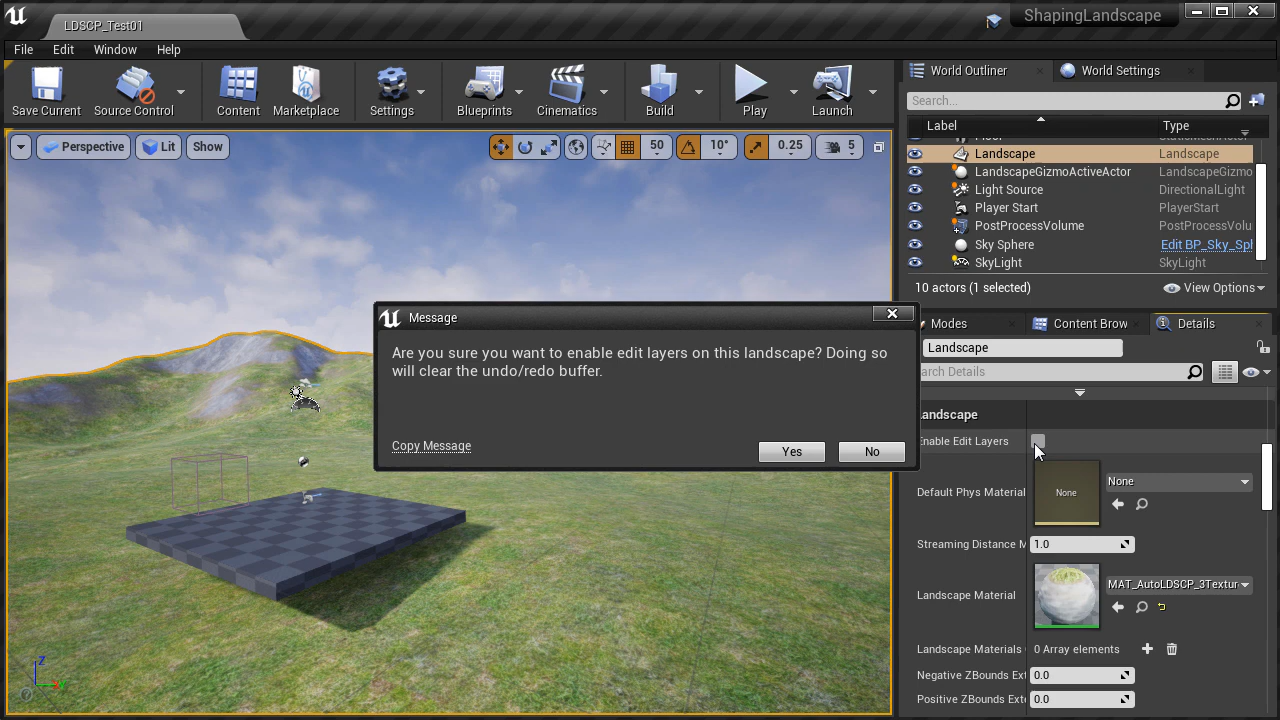 LDSCP_Test01
ShapingLandscape
File Edit Window Help
Save Current Source Control Content Marketplace Settings Blueprints Cinematics Build Play Launch
Perspective Lit Show 50 10° 0.25 5
World Outliner World Settings
Search...
Label Type
Landscape Landscape
LandscapeGizmoActiveActor LandscapeGizmo
Light Source DirectionalLight
Player Start PlayerStart
PostProcessVolume PostProcessVolu
Sky Sphere Edit BP_Sky_Sph
SkyLight SkyLight
10 actors (1 selected) View Options
Message
Are you sure you want to enable edit layers on this landscape? Doing so
will clear the undo/redo buffer.
Copy Message Yes No
Modes Content Brow Details
Landscape
arch Details
andscape
nable Edit Layers
Default Phys Material None None
Streaming Distance M 1.0
Landscape Material MAT_AutoLDSCP_3Textur
Landscape Materials 0 Array elements
Negative ZBounds Ext 0.0
Positive ZBounds Exte 0.0
Z